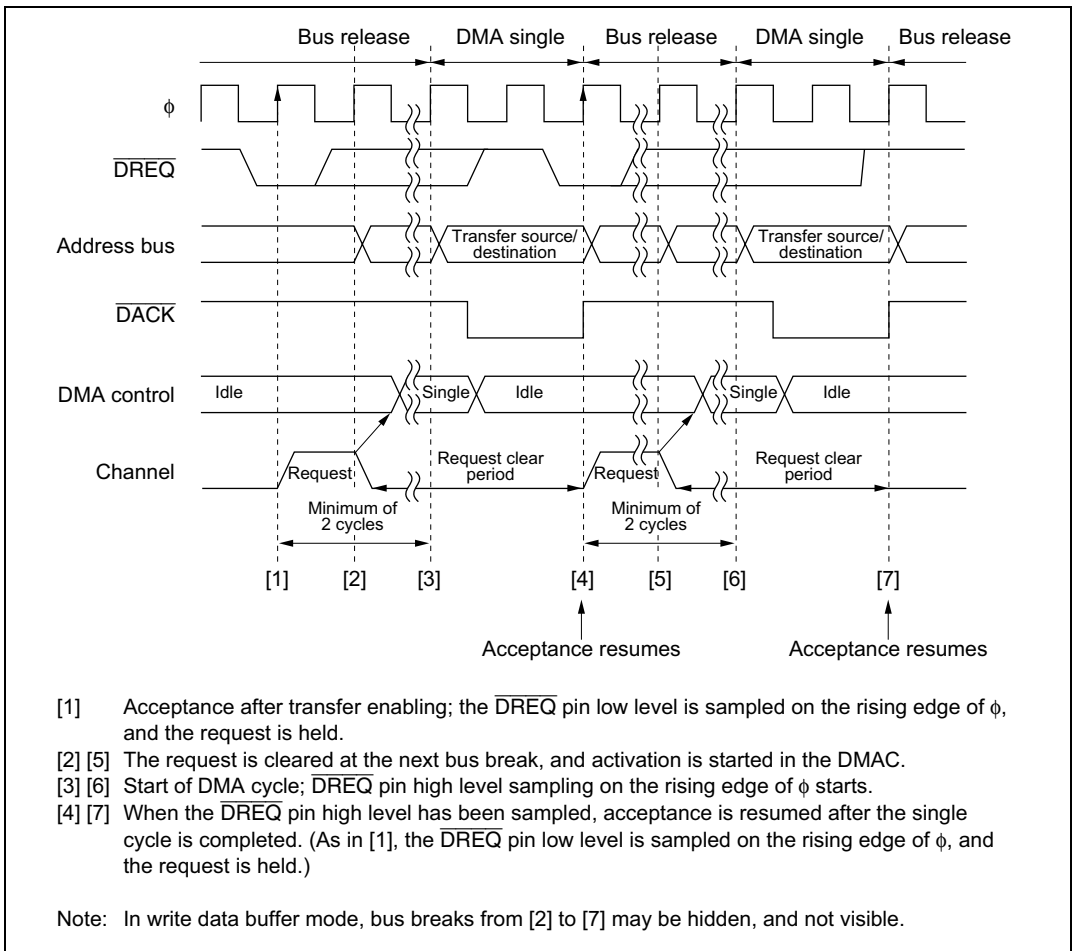 Bus release DMA single Bus release DMA single Bus release
ϕ
DREQ
Address bus
Transfer source/
destination
Transfer source/
destination
DACK
DMA control
Idle Single Idle Single Idle
Channel
Request
Request clear
period
Request
Request clear
period
Minimum of
2 cycles
Minimum of
2 cycles
[1] [2] [3] [4] [5] [6] [7]
Acceptance resumes Acceptance resumes
[1] Acceptance after transfer enabling; the DREQ pin low level is sampled on the rising edge of ϕ,
and the request is held.
[2] [5] The request is cleared at the next bus break, and activation is started in the DMAC.
[3] [6] Start of DMA cycle; DREQ pin high level sampling on the rising edge of ϕ starts.
[4] [7] When the DREQ pin high level has been sampled, acceptance is resumed after the single
cycle is completed. (As in [1], the DREQ pin low level is sampled on the rising edge of ϕ, and
the request is held.)
Note: In write data buffer mode, bus breaks from [2] to [7] may be hidden, and not visible.